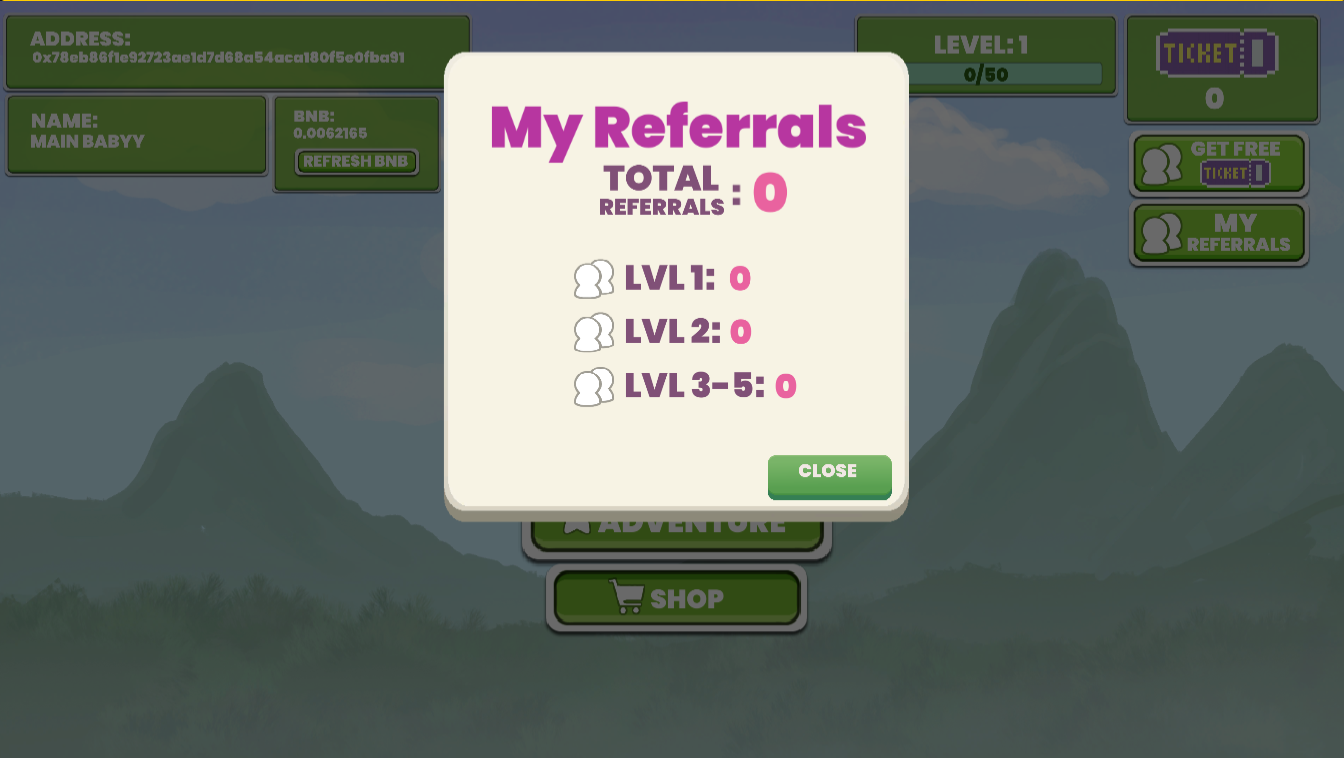 ADDRESS:
0x78eb86f1e92723ae1d7d68a54aca180f5e0fba91
NAME:
MAIN BABYY
BNB:
0,0062165
REFRESH BNB
LEVEL: 1
0/50
TICKET
0
GET FREE
TICKET
MY
REFERRALS
My Referrals
TOTAL
REFERRALS : 0
LVL 1: 0
LVL 2: 0
LVL 3-5: 0
CLOSE
ADVENTURE
SHOP